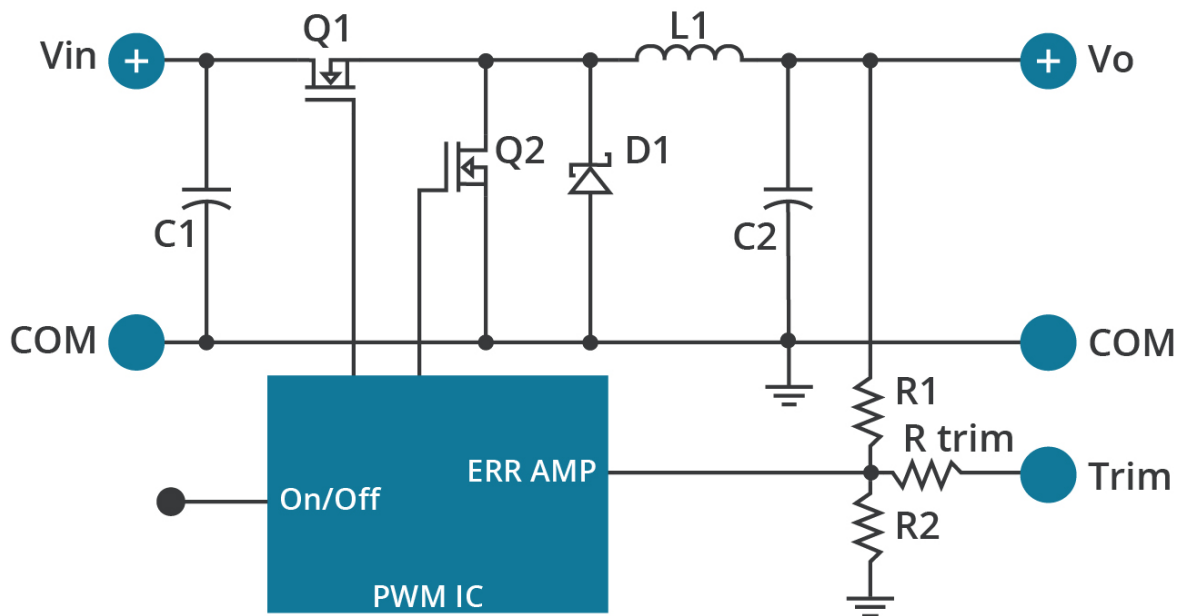 Q1
L1
Vin
+
+
Vo
Q2
D1
C1
C2
COM
COM
R1
R trim
ERR AMP
Trim
On/Off
R2
PWM IC